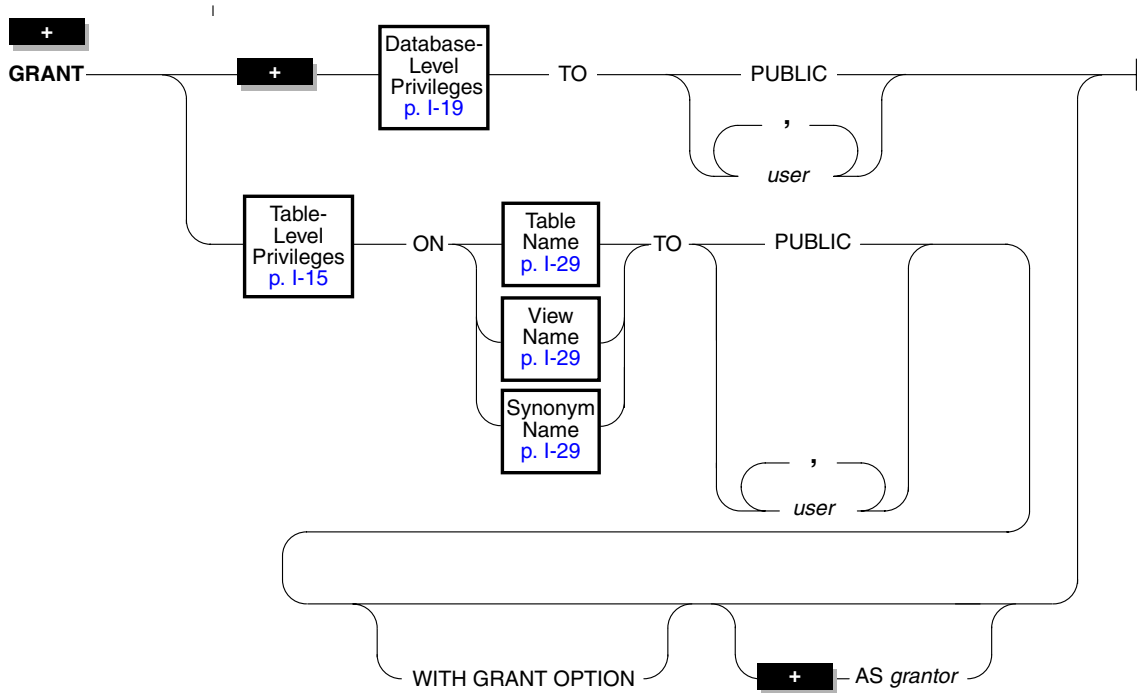 +
GRANT
+
Database-
Level
Privileges
p. I-19
TO
PUBLIC
,
user
Table-
Level
Privileges
p. I-15
ON
Table
Name
p. I-29
View
Name
p. I-29
Synonym
Name
p. I-29
TO
PUBLIC
,
user
WITH GRANT OPTION
+
AS grantor